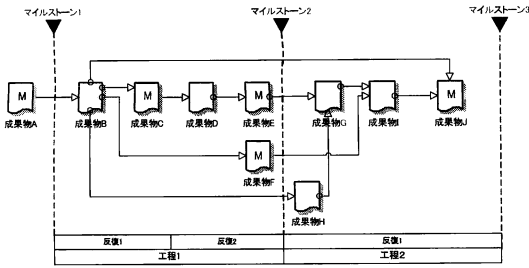 マイルストーン1
マイルストーン2
マイルストーン3
M
M
M
M
M
M
成果物A
成果物B
成果物C
成果物D
成果物E
成果物G
成果物I
成果物J
M
成果物F
成果物H
反復1
反復2
反復1
工程1
工程2